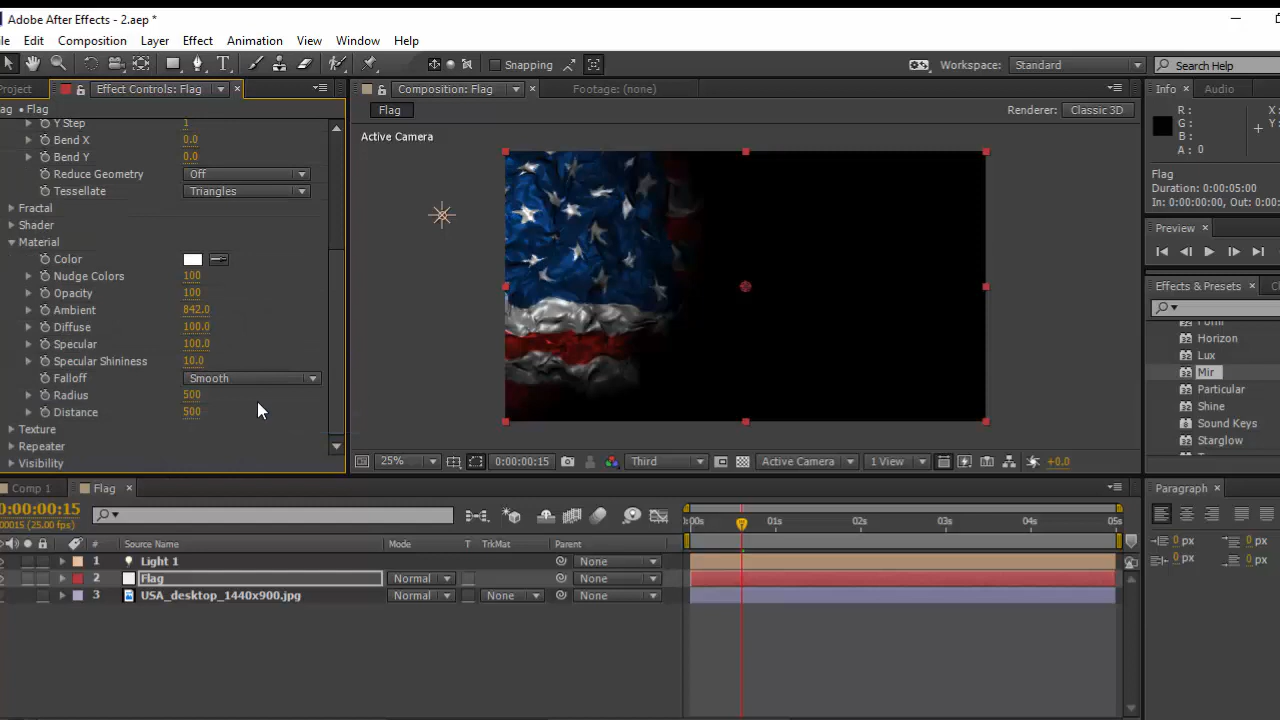 Adobe After Effects - 2.aep *
ile Edit Composition Layer Effect Animation View Window Help
Snapping Workspace: Standard Search Help
Project Effect Controls: Flag Composition: Flag Footage: (none) Info Audio
ag • Flag
Flag Renderer: Classic 3D
Active Camera
Y Step 1
Bend X 0.0
Bend Y 0.0
Reduce Geometry Off
Tessellate Triangles
Fractal
Shader
Material
Color
Nudge Colors 100
Opacity 100
Ambient 842.0
Diffuse 100.0
Specular 100.0
Specular Shininess 10.0
Falloff Smooth
Radius 500
Distance 500
Texture
Repeater
Visibility
25% 0:00:00:15 Third Active Camera 1 View +0.0
R:
G:
B:
A: 0
X:
Y:
Flag
Duration: 0:00:05:00
In: 0:00:00:00, Out: 0:00:
Preview
Effects & Presets
Horizon
Lux
Mir
Particular
Shine
Sound Keys
Starglow
Comp 1 Flag Paragraph
0:00:00:15
00015 (25.00 fps)
:00s 01s 02s 03s 04s 05s
# Source Name Mode T TrkMat Parent
1 Light 1 None
2 Flag Normal None
3 USA_desktop_1440x900.jpg Normal None None
0 px 0 px
0 px 0 px